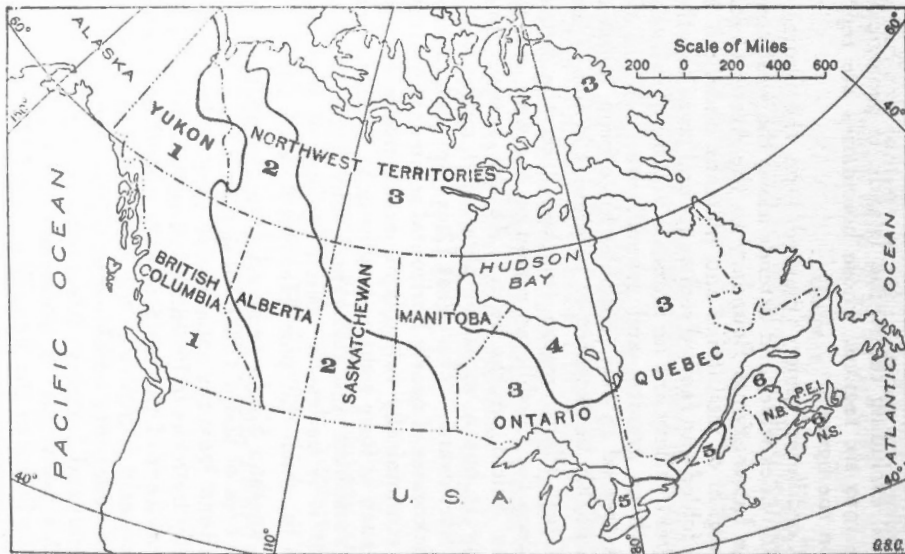 60°
ALASKA
60°
Scale of Miles
200 0 200 400 600
140°
40°
YUKON
1
NORTHWEST TERRITORIES
2
3
3
PACIFIC OCEAN
BRITISH
COLUMBIA
1
ALBERTA
2
SASKATCHEWAN
MANITOBA
HUDSON
BAY
4
3
ONTARIO
3
QUEBEC
6
P.E.I.
N.B.
6
N.S.
5
5
ATLANTIC OCEAN
U. S. A.
40°
40°
110°
80°
G.S.C.